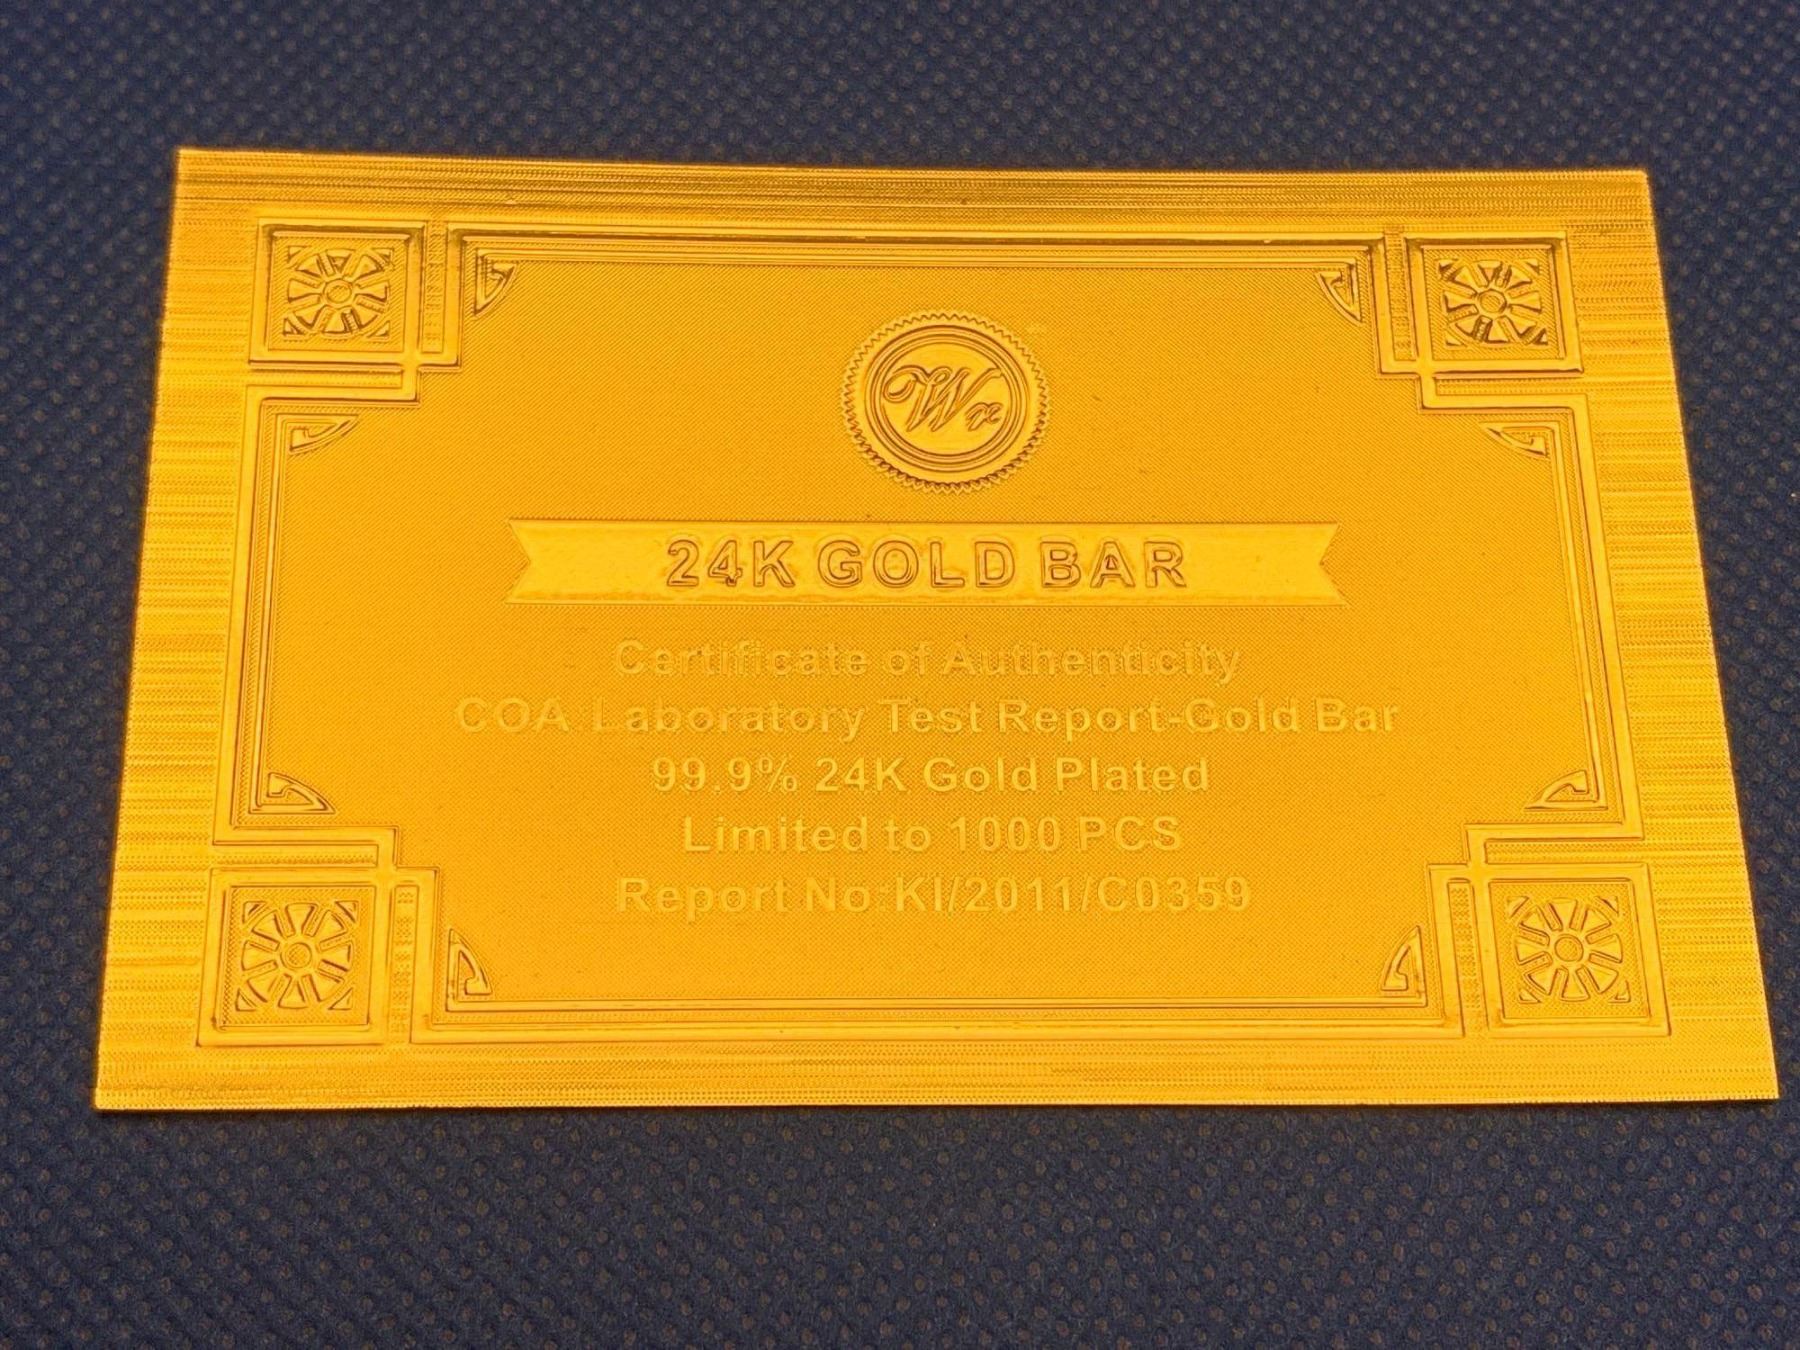 Wr
24K GOLD BAR
Certificate of Authenticity
COA:Laboratory Test Report-Gold Bar
99.9% 24K Gold Plated
Limited to 1000 PCS
Report No:KI/2011/C0359